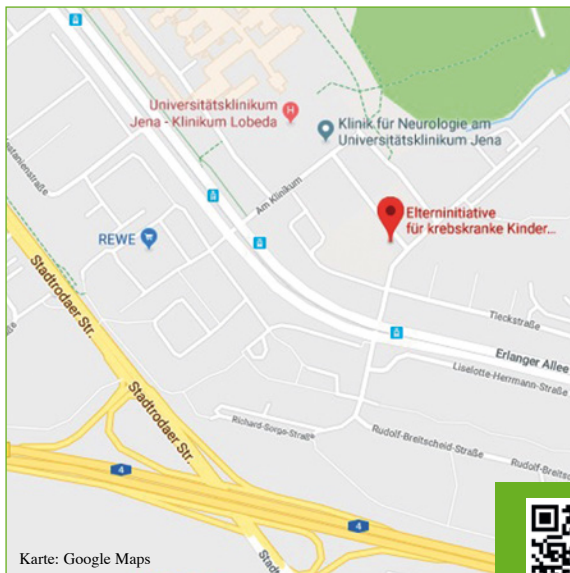 Universitätsklinikum
Jena - Klinikum Lobeda
H
Klinik für Neurologie am
Universitätsklinikum Jena
Am Klinikum
Elterninitiative
für krebskranke Kinder...
REWE
Stadtrodaer Str.
Tieckstraße
Erlanger Allee
Liselotte-Herrmann-Straße
Stadtrodaer Str.
Richard-Sorge-Straße
Rudolf-Breitscheid-Straße
4
4
Karte: Google Maps